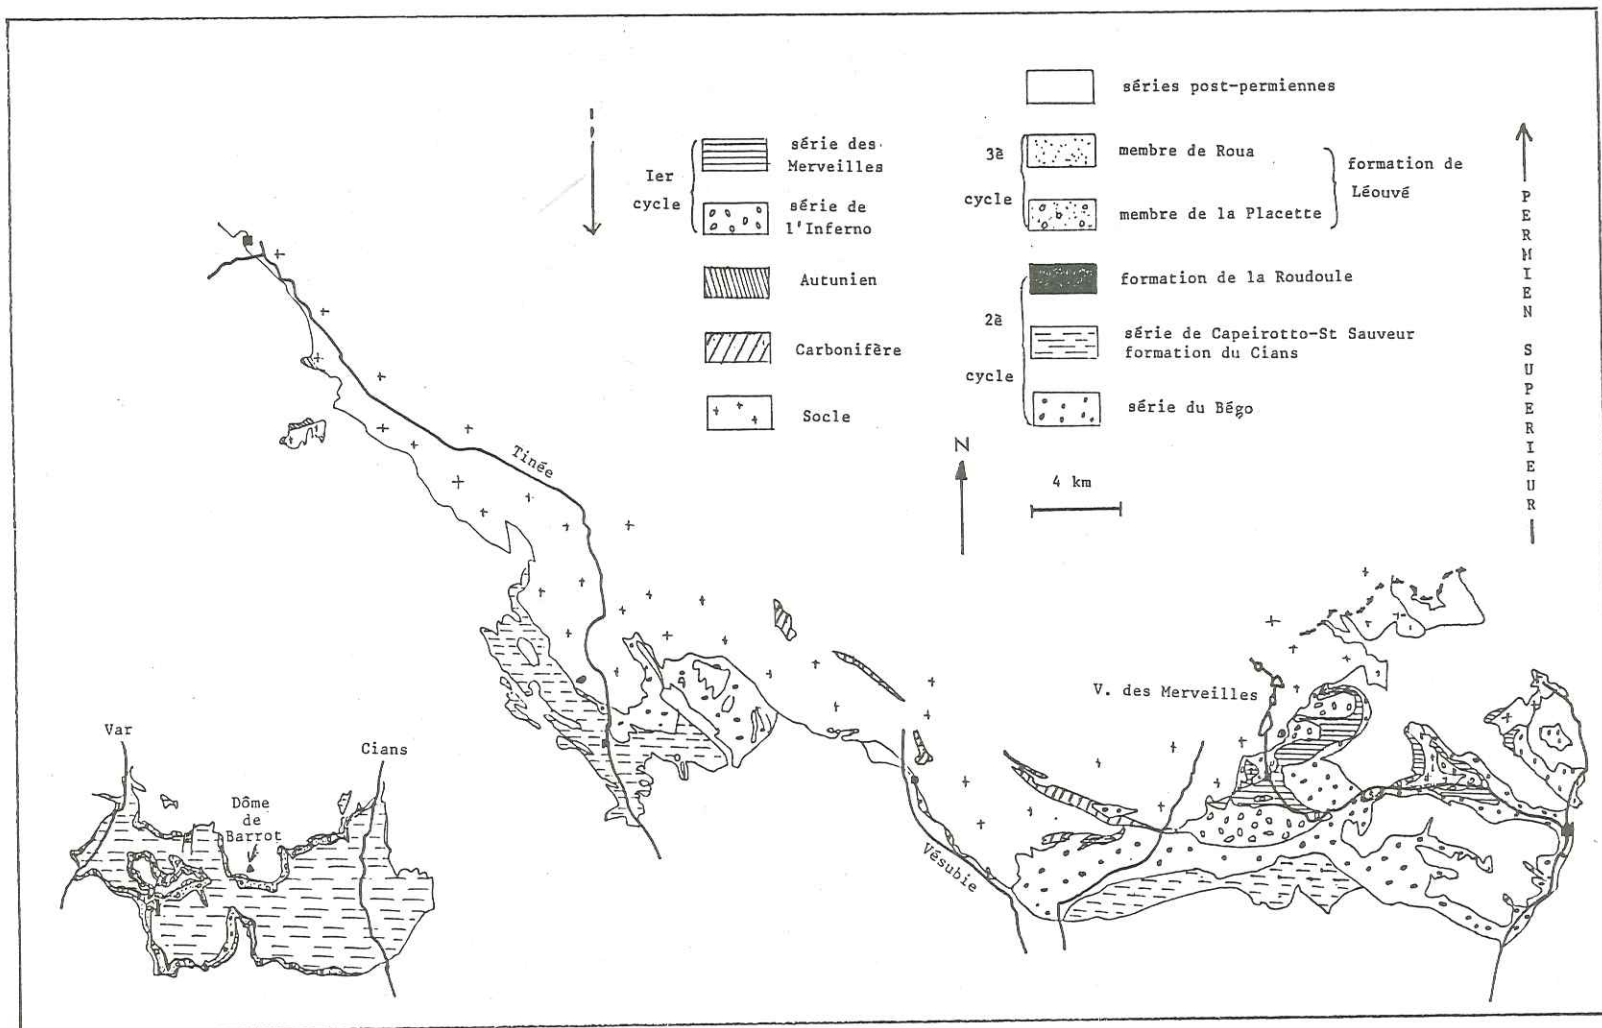 séries post-permiennes
Ier
cycle
série des
Merveilles
série de
l'Inferno
Autunien
Carbonifère
Socle
3è
cycle
membre de Roua
membre de la Placette
formation de
Léouvé
2è
cycle
formation de la Roudoule
série de Capeirotto-St Sauveur
formation du Cians
série du Bégo
PERMIEN SUPERIEUR
N
4 km
Tinée
V. des Merveilles
Var
Cians
Dôme
de
Barrot
Vésubie